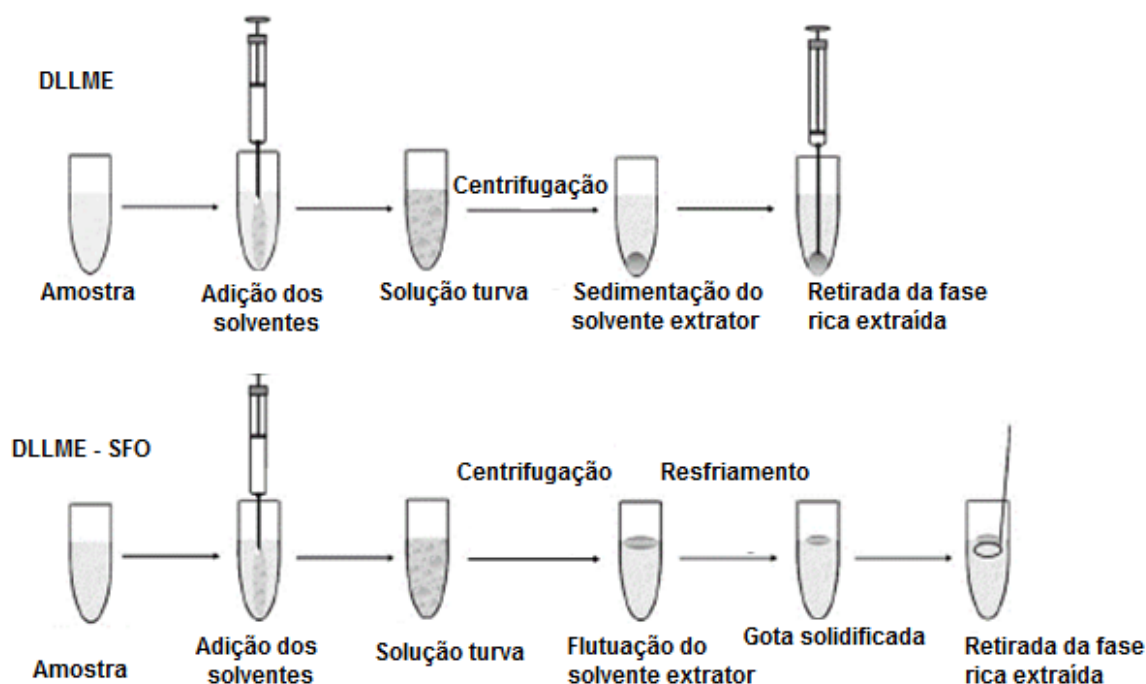 DLLME
Centrifugação
Amostra
Adição dos
solventes
Solução turva
Sedimentação do
solvente extrator
Retirada da fase
rica extraída
DLLME - SFO
Centrifugação
Resfriamento
Amostra
Adição dos
solventes
Solução turva
Flutuação do
solvente extrator
Gota solidificada
Retirada da fase
rica extraída